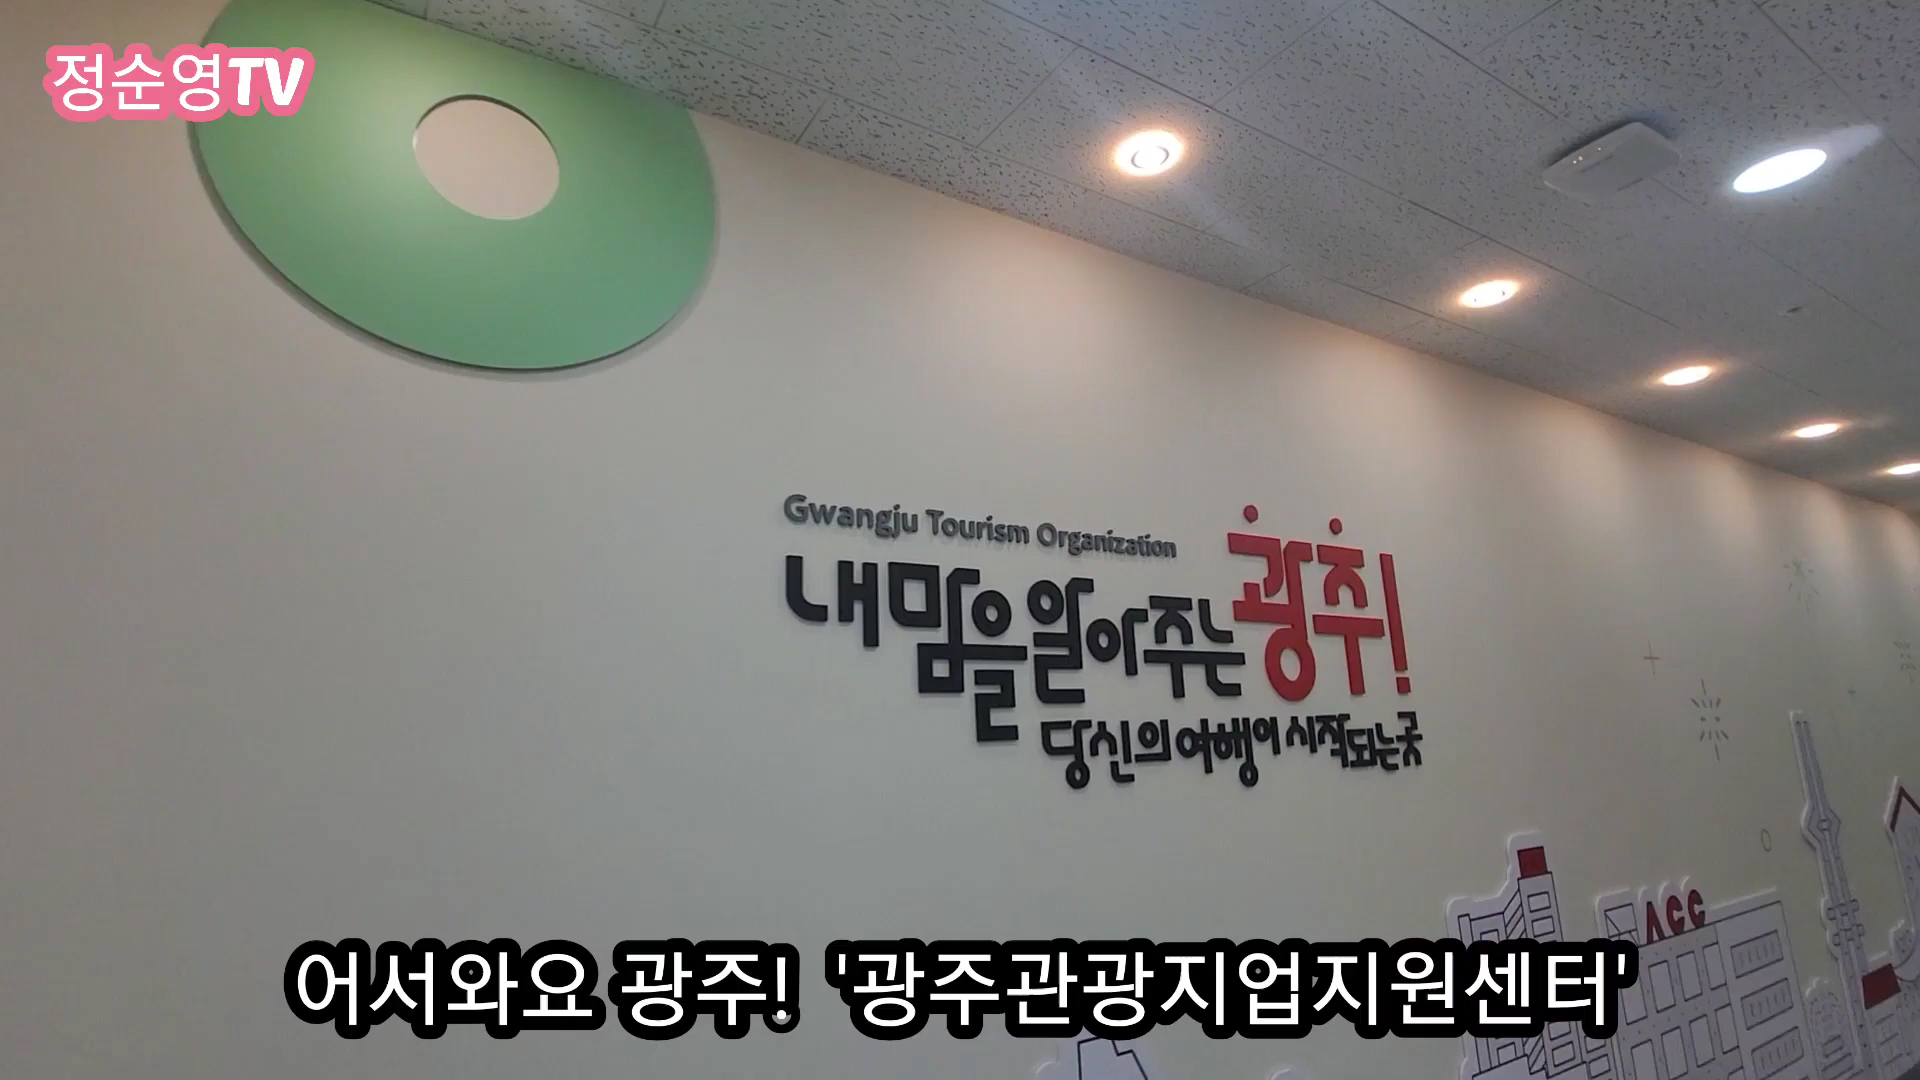 정순영TV
Gwangju Tourism Organization
내맘을 알아주는 광주!
당신의 여행이 시작되는 곳
ACC
어서와요 광주! '광주관광지업지원센터'